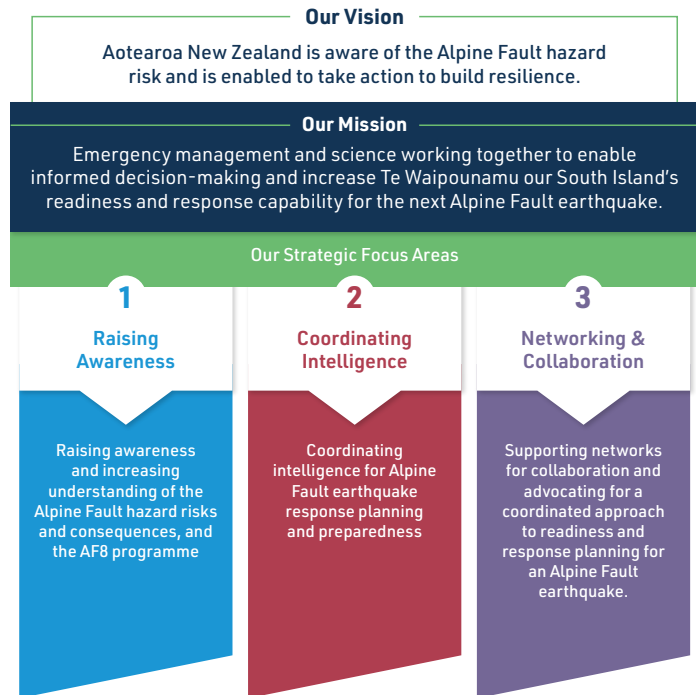 Our Vision
Aotearoa New Zealand is aware of the Alpine Fault hazard
risk and is enabled to take action to build resilience.
Our Mission
Emergency management and science working together to enable
informed decision-making and increase Te Waipounamu our South Island's
readiness and response capability for the next Alpine Fault earthquake.
Our Strategic Focus Areas
1
Raising
Awareness
Raising awareness
and increasing
understanding of the
Alpine Fault hazard risks
and consequences, and
the AF8 programme
2
Coordinating
Intelligence
Coordinating
intelligence for Alpine
Fault earthquake
response planning
and preparedness
3
Networking &
Collaboration
Supporting networks
for collaboration and
advocating for a
coordinated approach
to readiness and
response planning for
an Alpine Fault
earthquake.